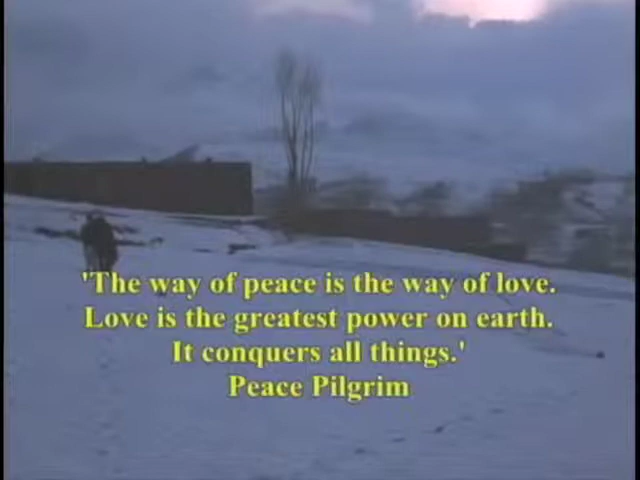 'The way of peace is the way of love.
Love is the greatest power on earth.
It conquers all things.'
Peace Pilgrim